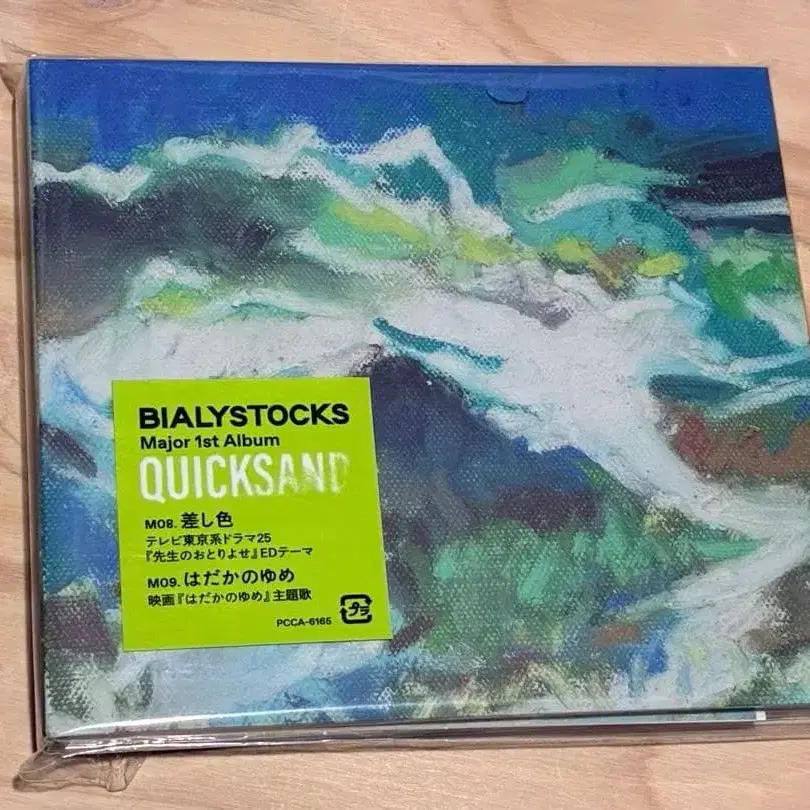 BIALYSTOCKS
Major 1st Album
QUICKSAND
M08. 差し色
テレビ東京系ドラマ25
『先生のおとりよせ』EDテーマ
M09. はだかのゆめ
映画『はだかのゆめ』主題歌
プラ
PCCA-6165